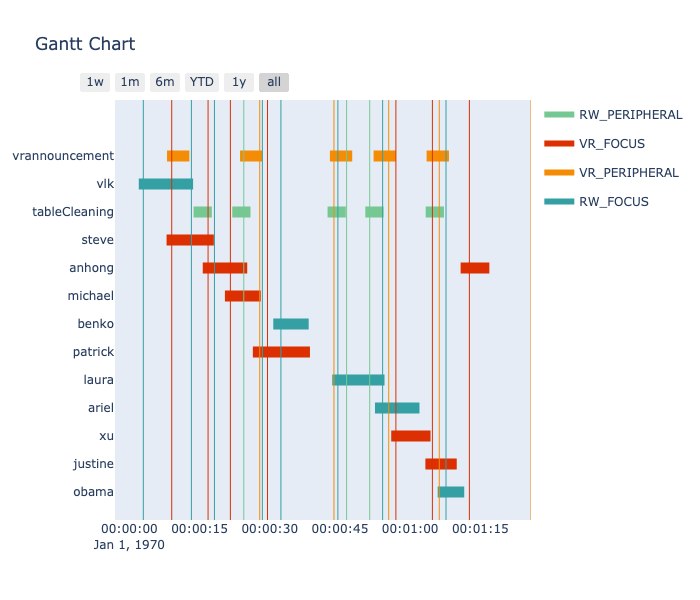 Gantt Chart
1w 1m 6m YTD 1y all
RW_PERIPHERAL
VR_FOCUS
VR_PERIPHERAL
RW_FOCUS
vrannouncement
vlk
tableCleaning
steve
anhong
michael
benko
patrick
laura
ariel
xu
justine
obama
00:00:00 00:00:15 00:00:30 00:00:45 00:01:00 00:01:15
Jan 1, 1970